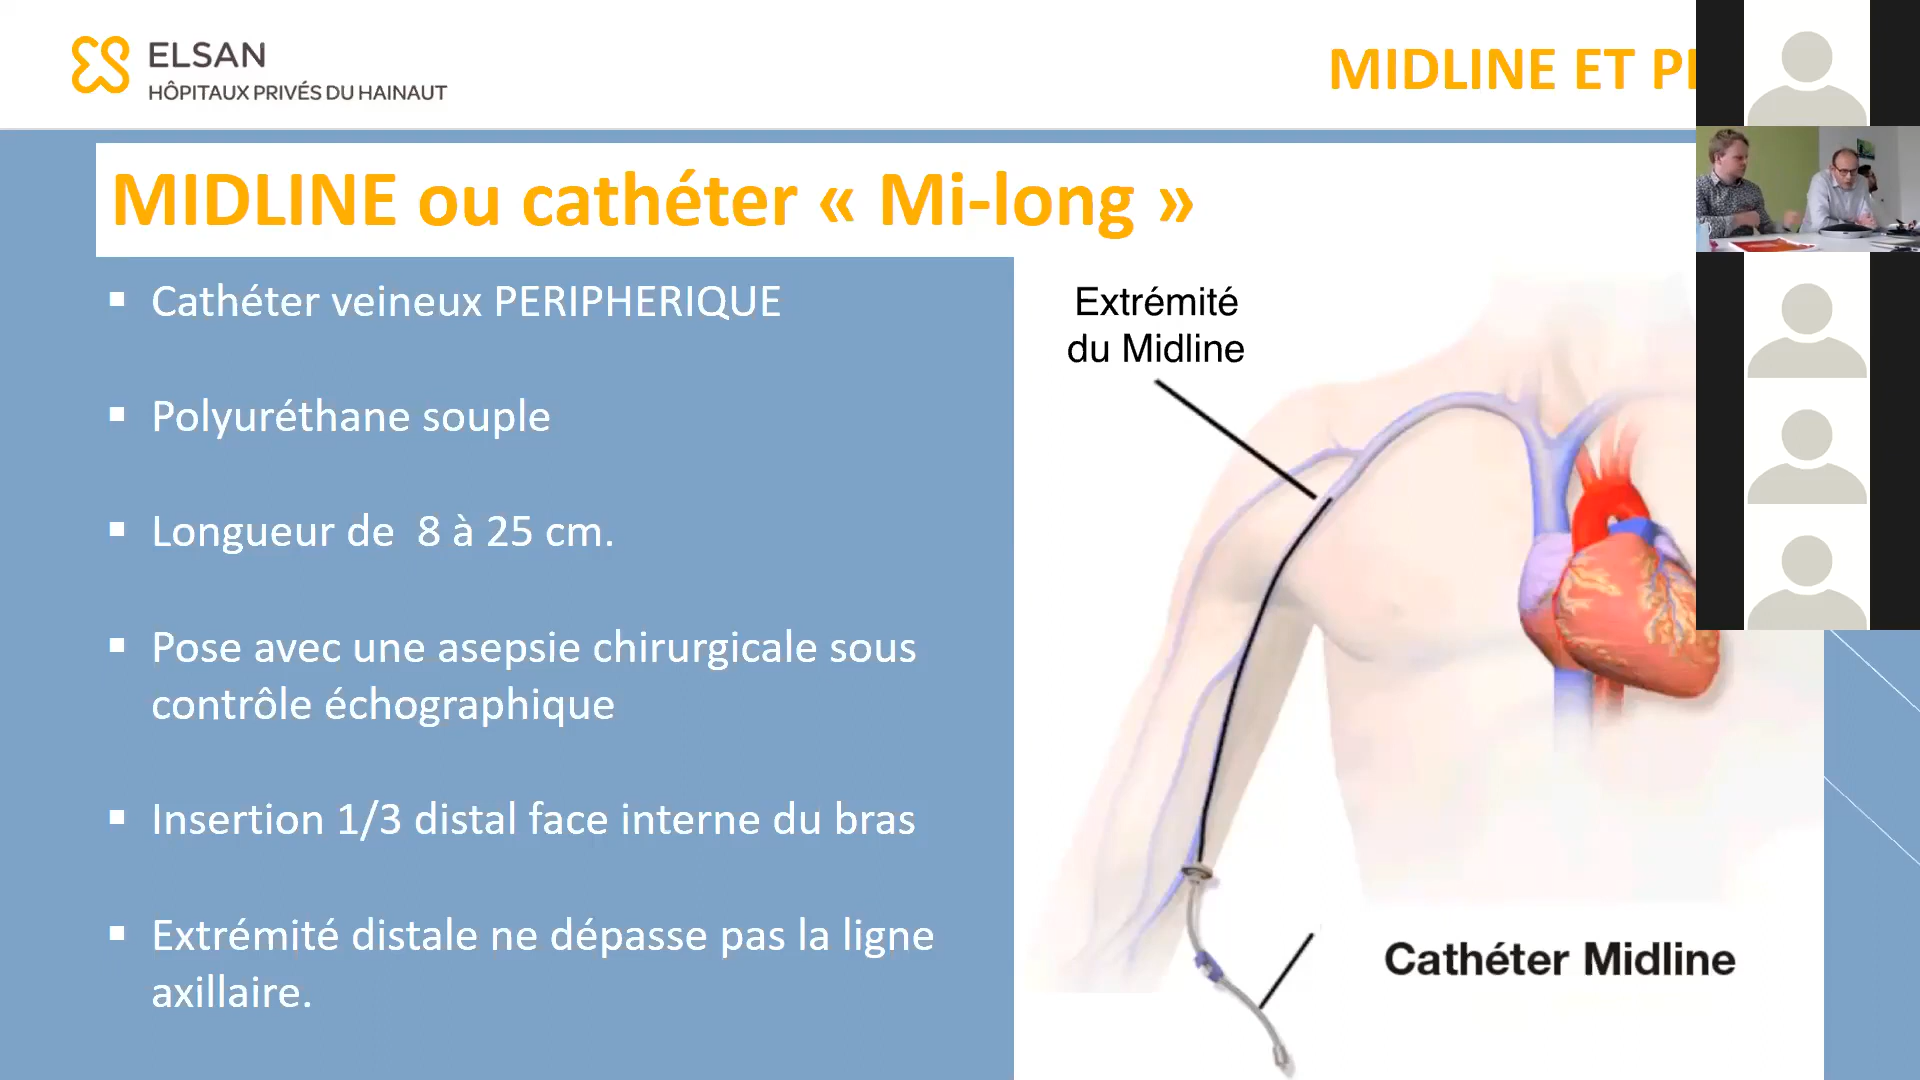 ELSAN
HÔPITAUX PRIVÉS DU HAINAUT
MIDLINE ET
MIDLINE ou cathéter « Mi-long »
Cathéter veineux PERIPHERIQUE
Polyuréthane souple
Longueur de  8 à 25 cm.
Pose avec une asepsie chirurgicale sous
contrôle échographique
Insertion 1/3 distal face interne du bras
Extrémité distale ne dépasse pas la ligne
axillaire.
Extrémité
du Midline
Cathéter Midline